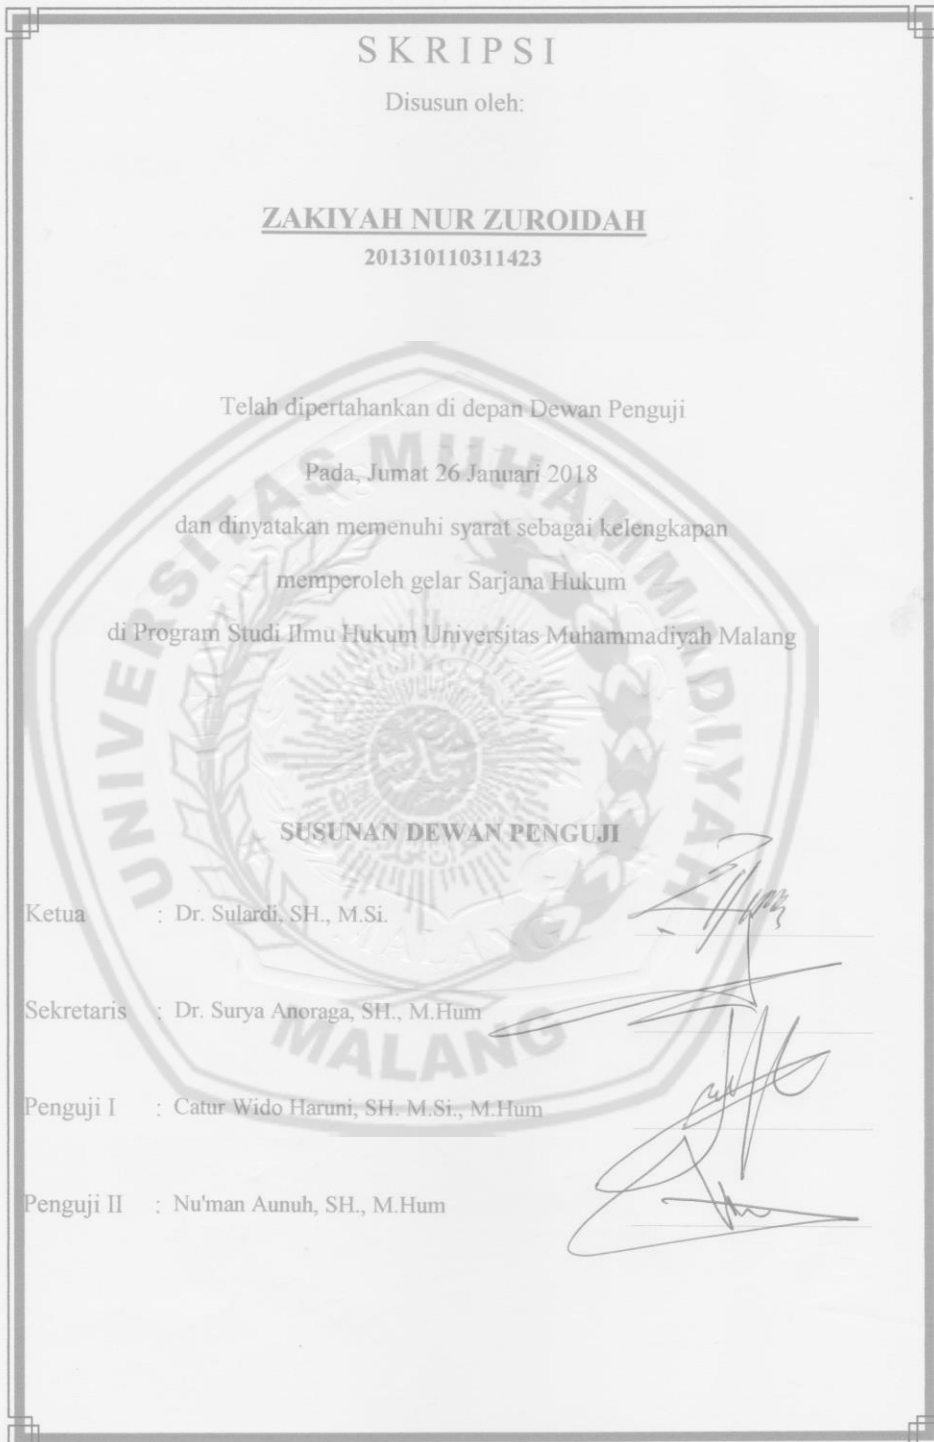 SKRIPSI
Disusun oleh:
ZAKIYAH NUR ZUROIDAH
201310110311423
Telah dipertahankan di depan Dewan Penguji
Pada, Jumat 26 Januari 2018
dan dinyatakan memenuhi syarat sebagai kelengkapan
memperoleh gelar Sarjana Hukum
di Program Studi Ilmu Hukum Universitas Muhammadiyah Malang
UNIVERSITAS MUHAMMADIYAH
MALANG
SUSUNAN DEWAN PENGUJI
Ketua : Dr. Sulardi, SH., M.Si.
Sekretaris : Dr. Surya Anoraga, SH., M.Hum
Penguji I : Catur Wido Haruni, SH. M.Si., M.Hum
Penguji II : Nu'man Aunuh, SH., M.Hum